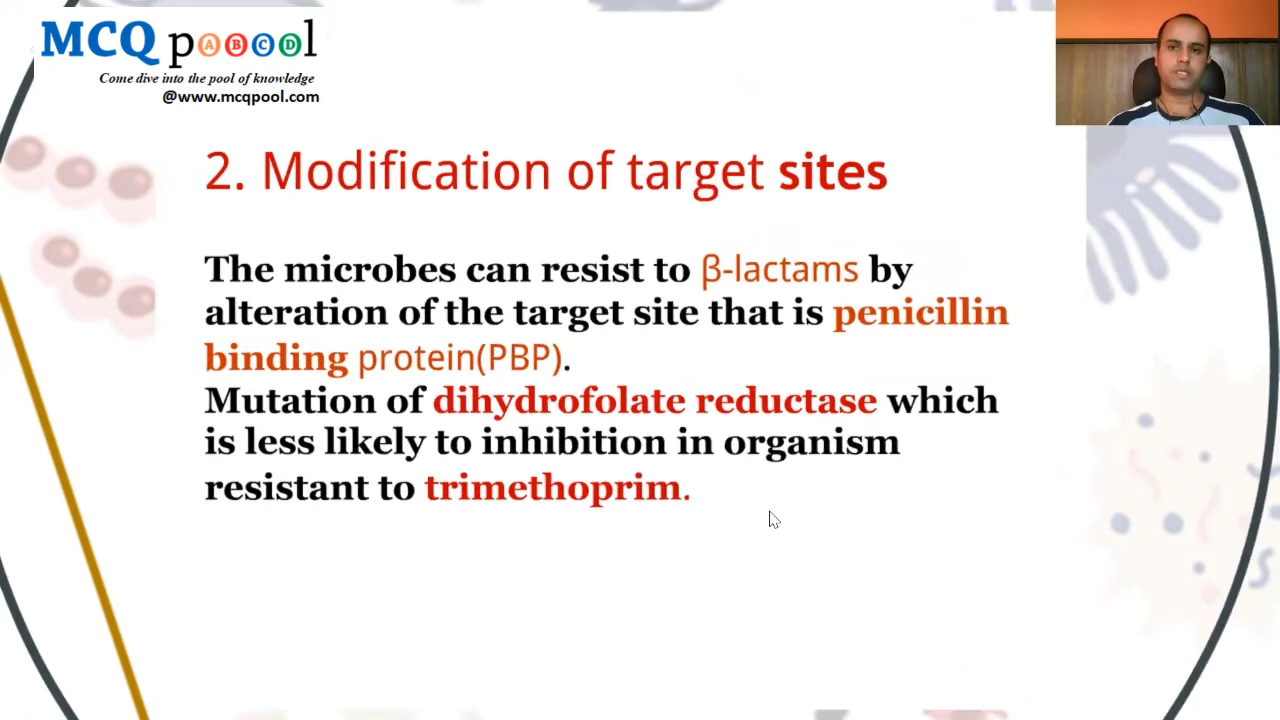 MCQ pABCDl
Come dive into the pool of knowledge
@www.mcqpool.com
2. Modification of target sites
The microbes can resist to β-lactams by
alteration of the target site that is penicillin
binding protein(PBP).
Mutation of dihydrofolate reductase which
is less likely to inhibition in organism
resistant to trimethoprim.